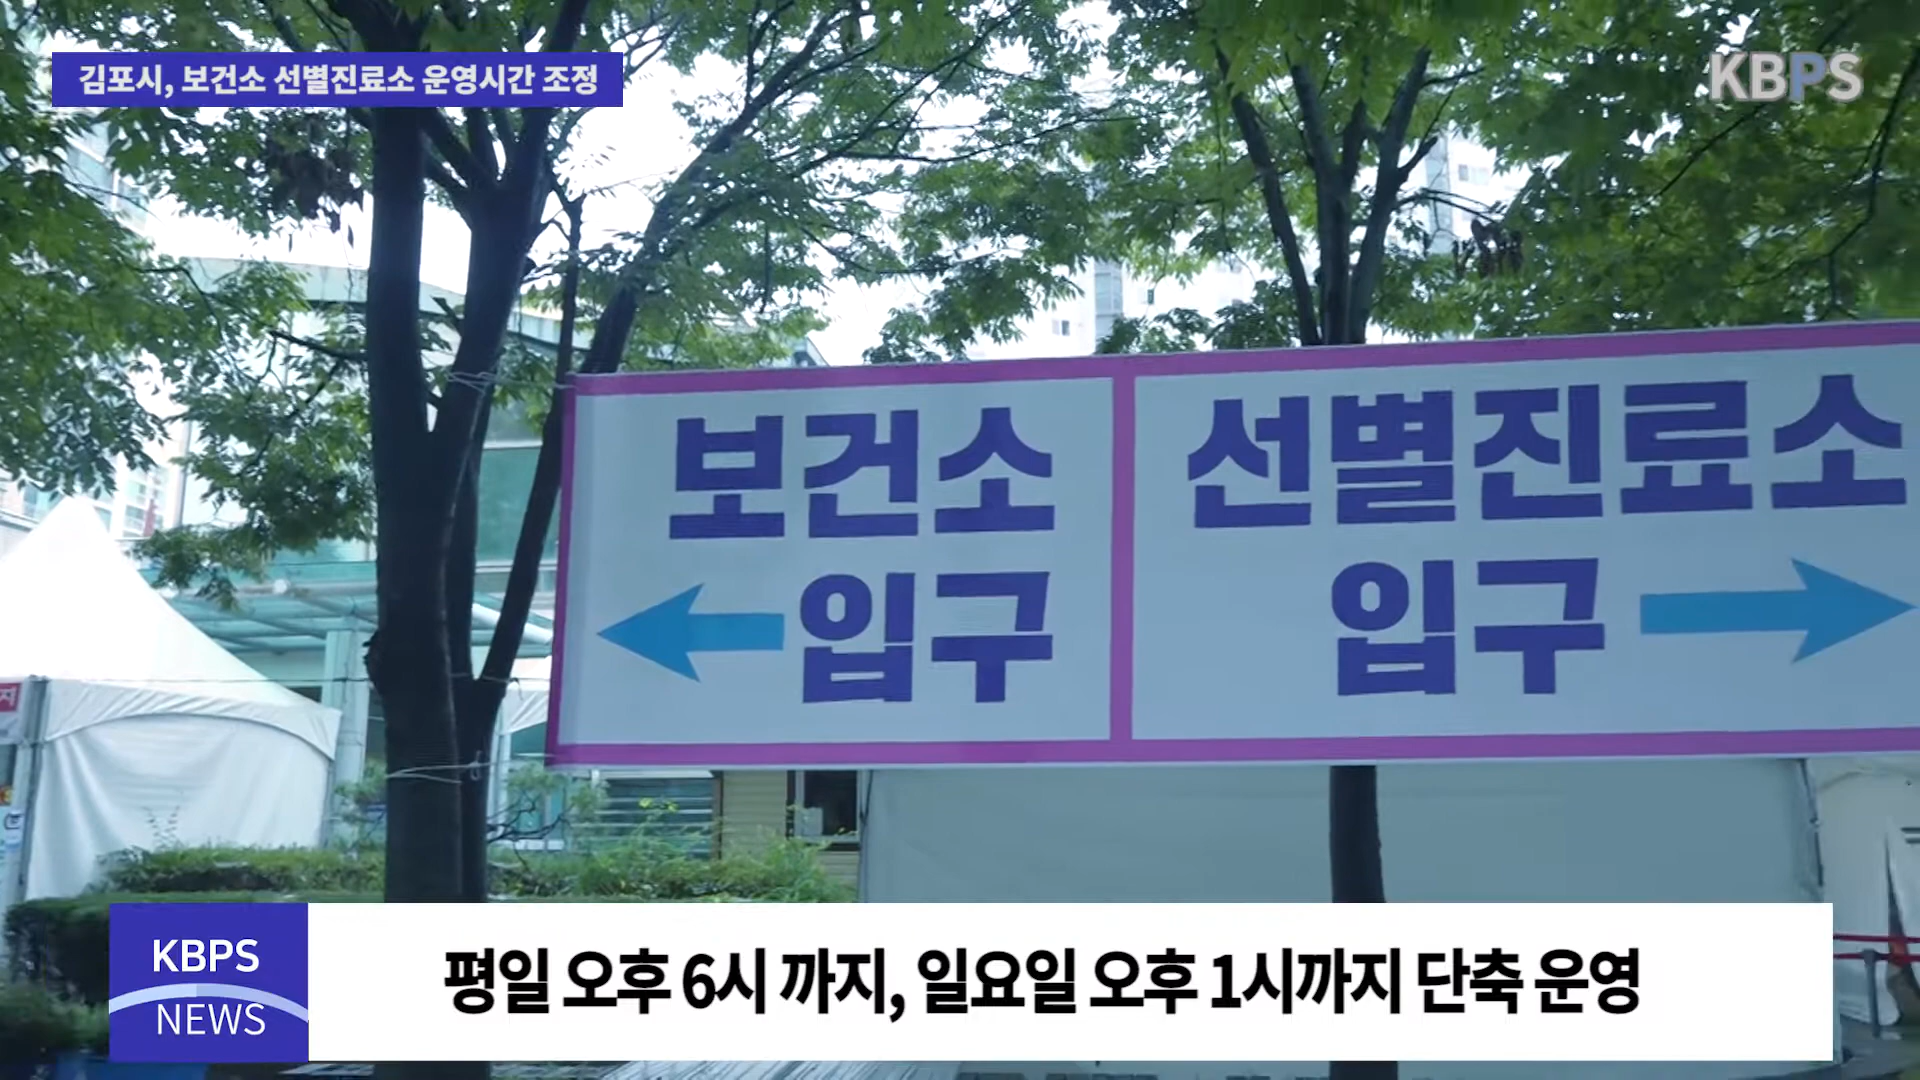 김포시, 보건소 선별진료소 운영시간 조정
KBPS
보건소
입구
선별진료소
입구
지
KBPS
NEWS
평일 오후 6시 까지, 일요일 오후 1시까지 단축 운영